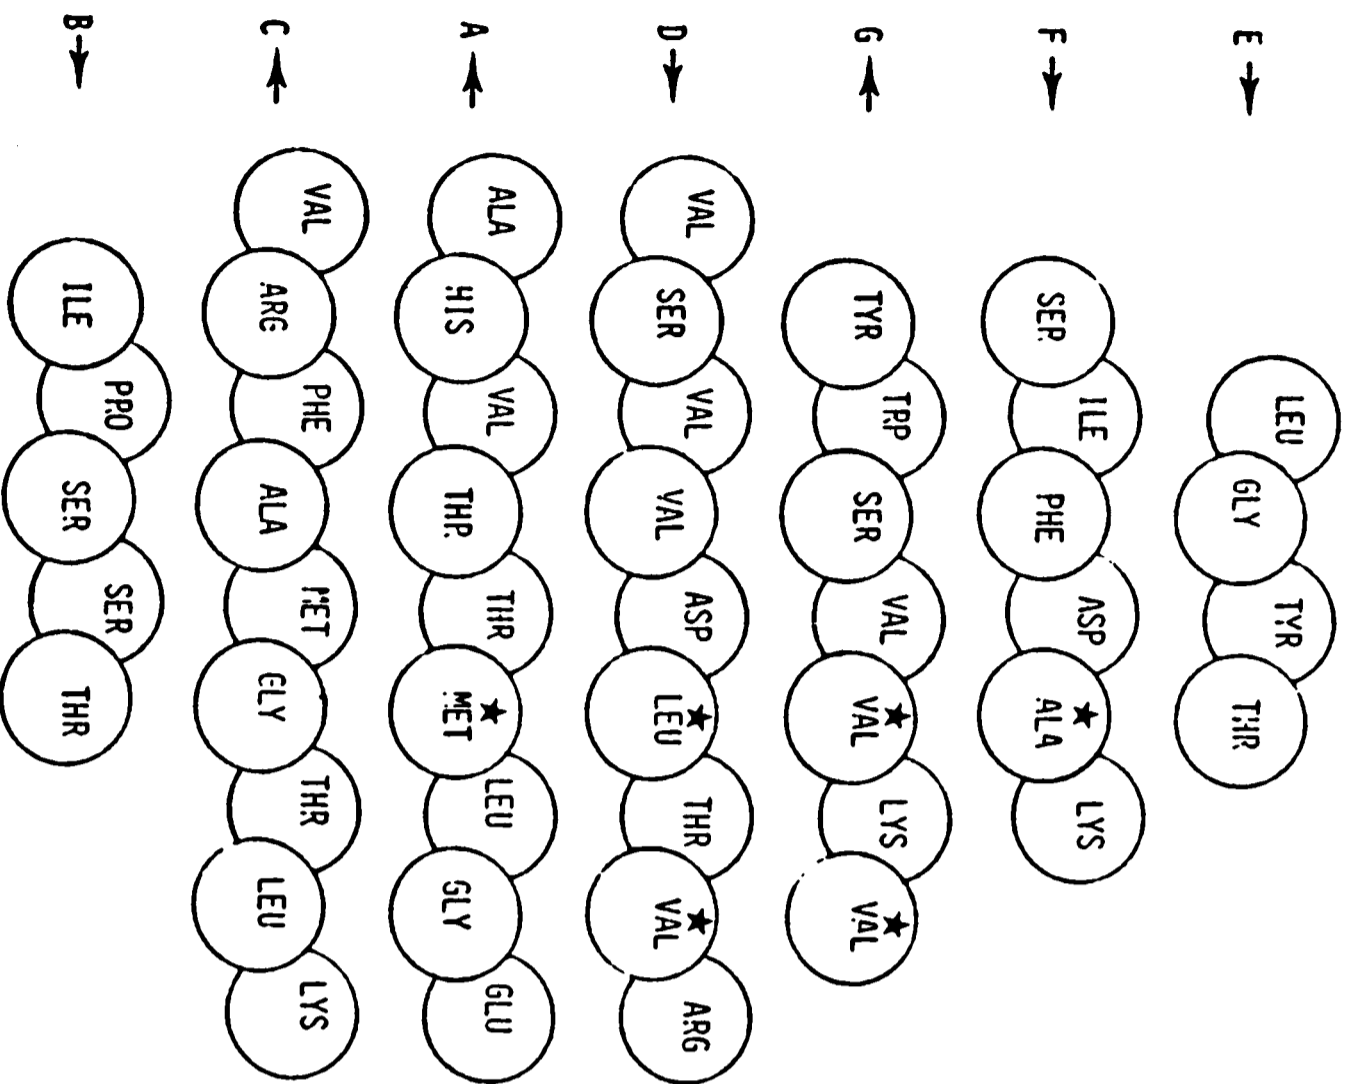 E → LEU GLY TYR THR
F → SER ILE PHE ASP ALA LYS
G ← TYR TRP SER VAL VAL LYS VAL
D → VAL SER VAL VAL ASP LEU THR VAL ARG
A ← ALA HIS VAL THR THR MET LEU GLY GLU
C ← VAL ARG PHE ALA MET GLY THR LEU LYS
B → ILE PRO SER SER THR